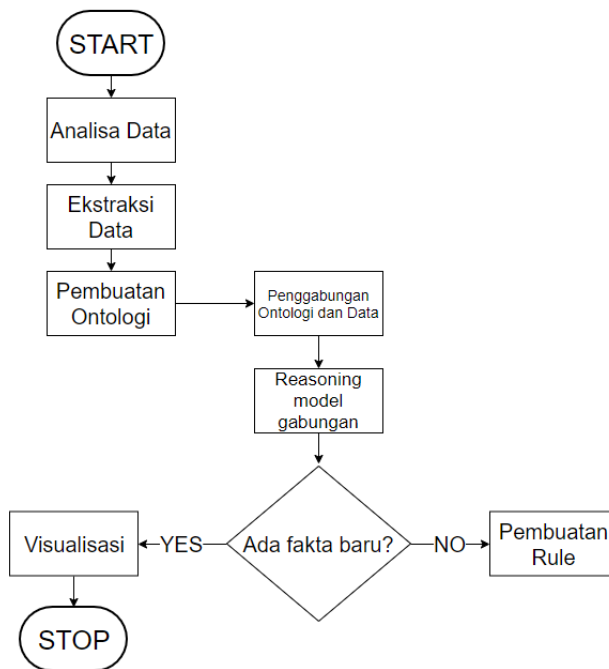 START
Analisa Data
Ekstraksi
Data
Pembuatan
Ontologi
Penggabungan
Ontologi dan Data
Reasoning
model
gabungan
Ada fakta baru?
YES
NO
Visualisasi
Pembuatan
Rule
STOP